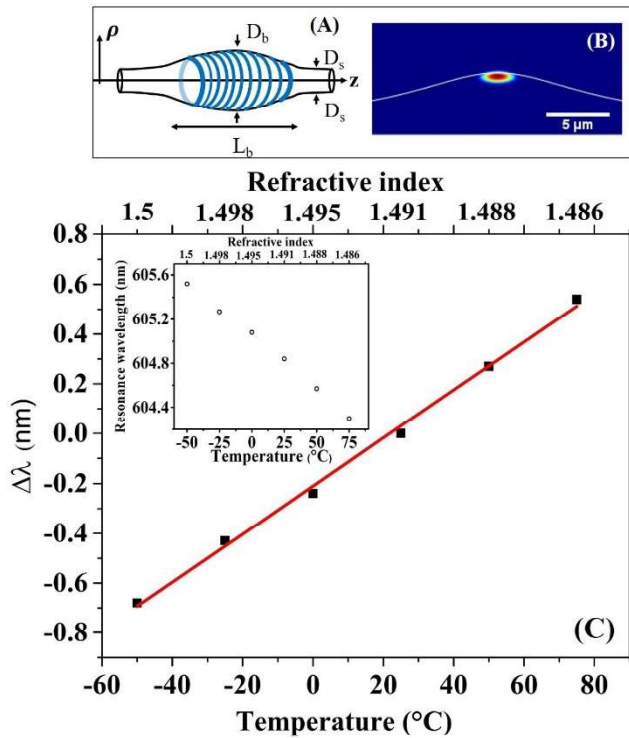 (A)
ρ
D_b
D_s
z
D_s
L_b
(B)
5 µm
Refractive index
1.5 1.498 1.495 1.491 1.488 1.486
0.8
0.6
0.4
0.2
0.0
-0.2
-0.4
-0.6
-0.8
Δλ (nm)
Refractive index
1.5 1.498 1.495 1.491 1.488 1.486
605.6
605.2
604.8
604.4
Resonance wavelength (nm)
-50 -25 0 25 50 75
Temperature (°C)
(C)
-60 -40 -20 0 20 40 60 80
Temperature (°C)